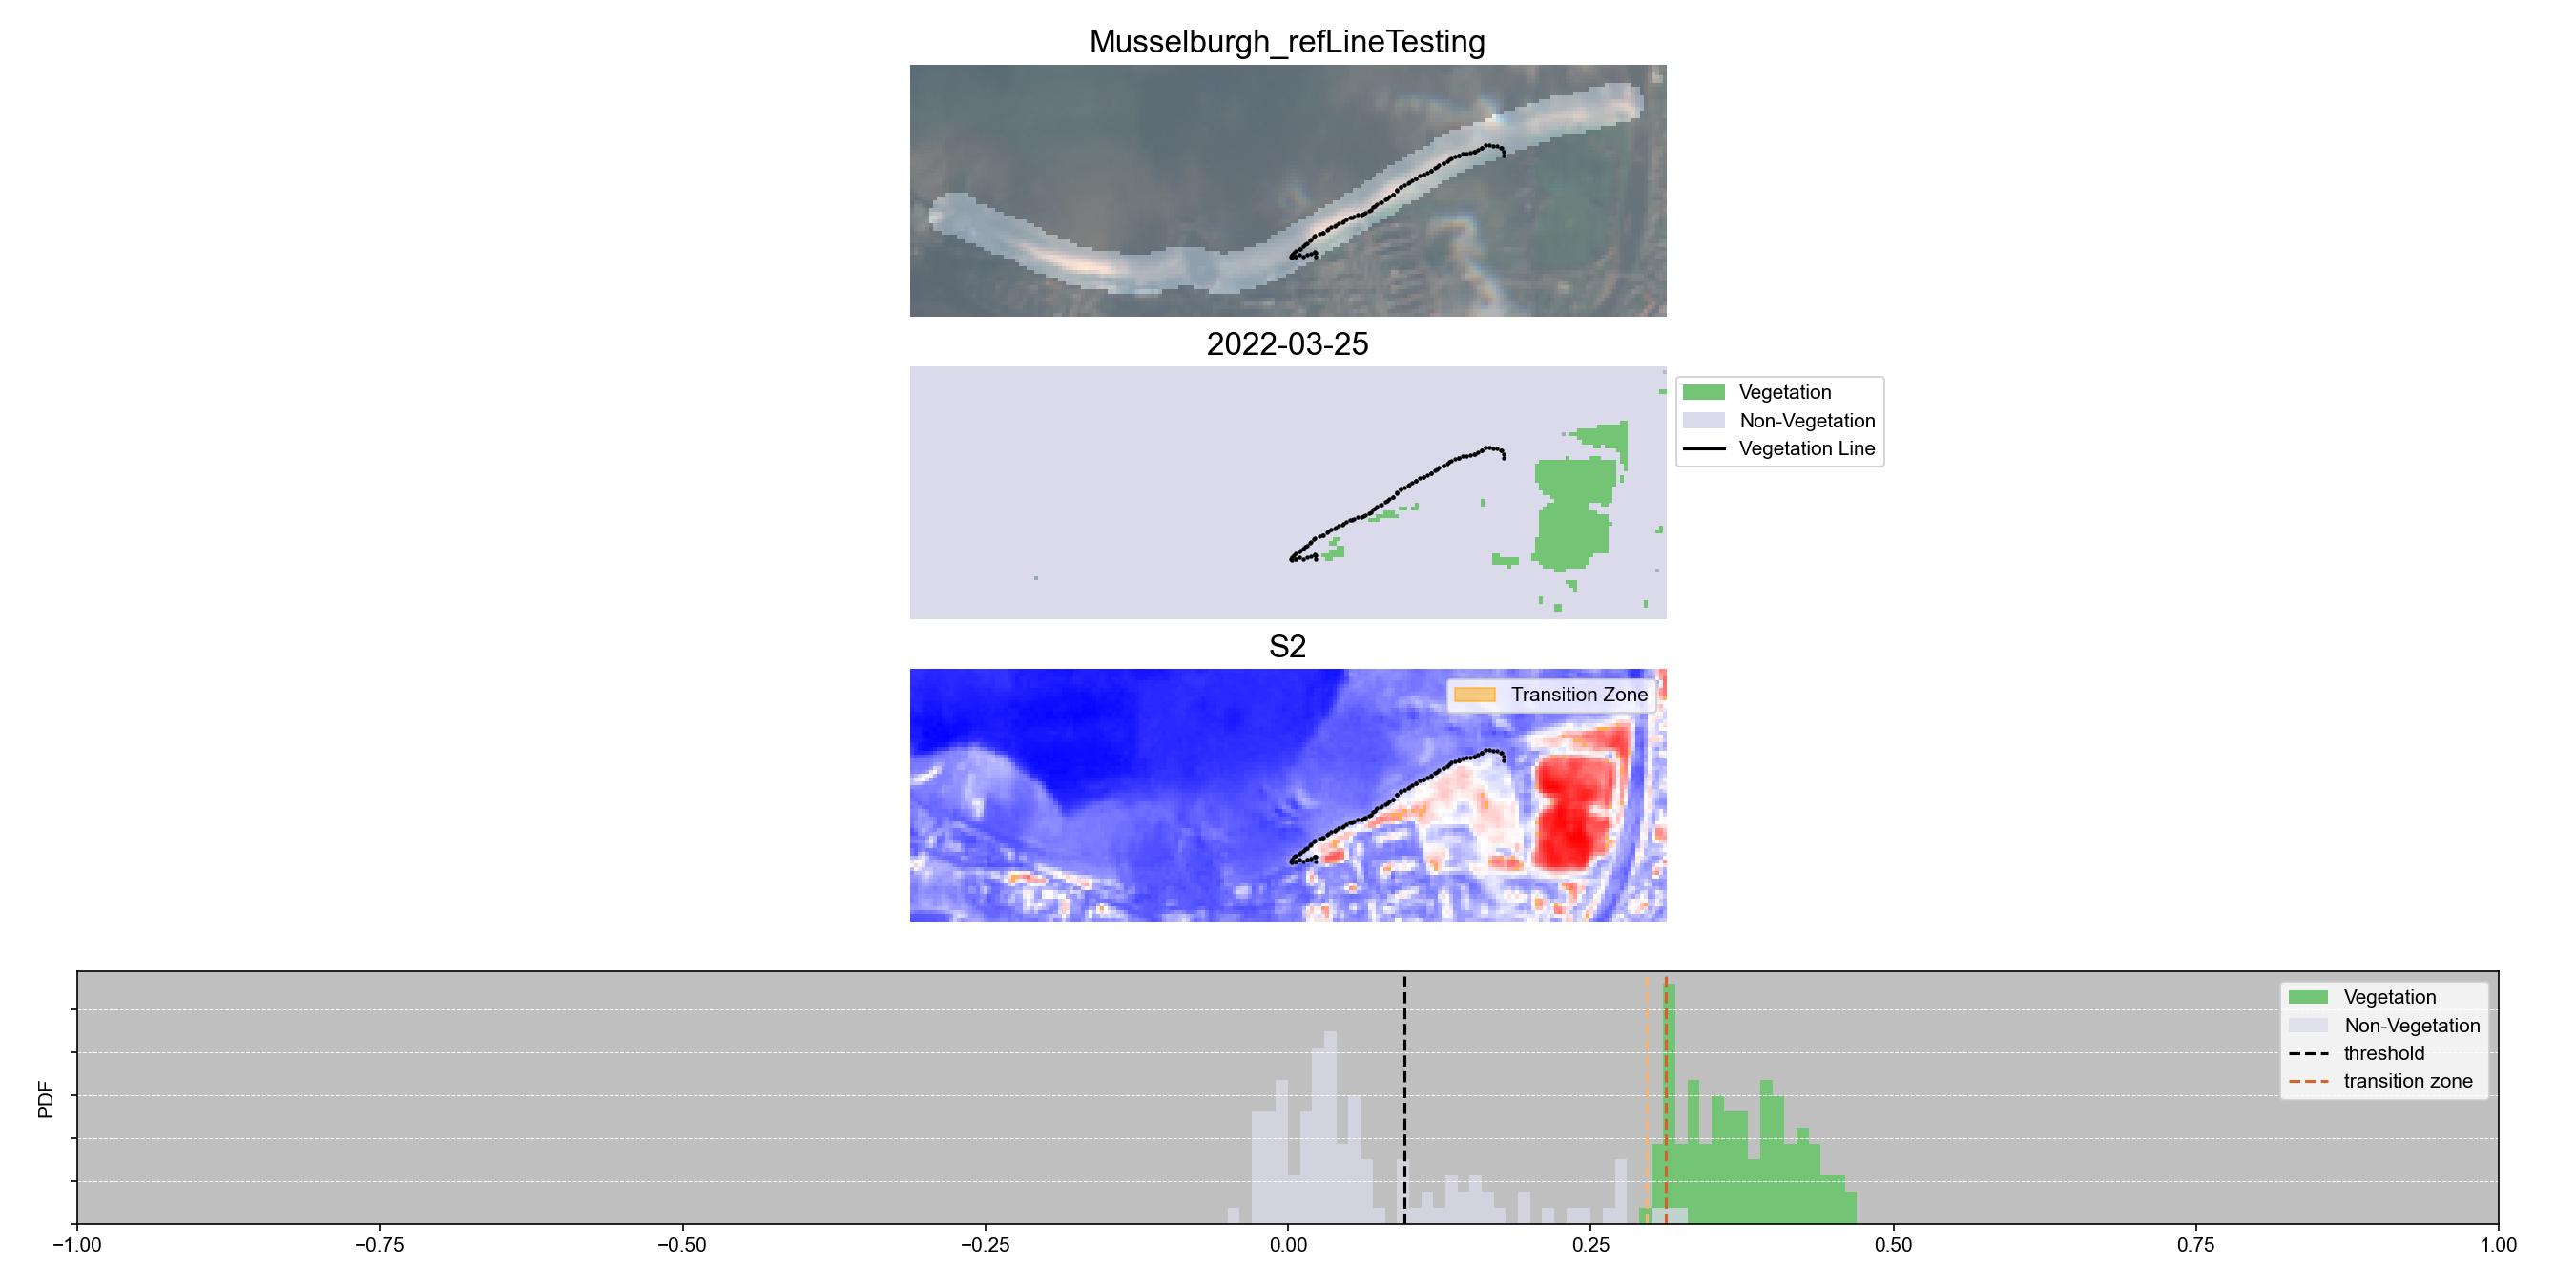 Musselburgh_refLineTesting
2022-03-25
Vegetation
Non-Vegetation
Vegetation Line
S2
Transition Zone
PDF
Vegetation
Non-Vegetation
threshold
transition zone
−1.00 −0.75 −0.50 −0.25 0.00 0.25 0.50 0.75 1.00